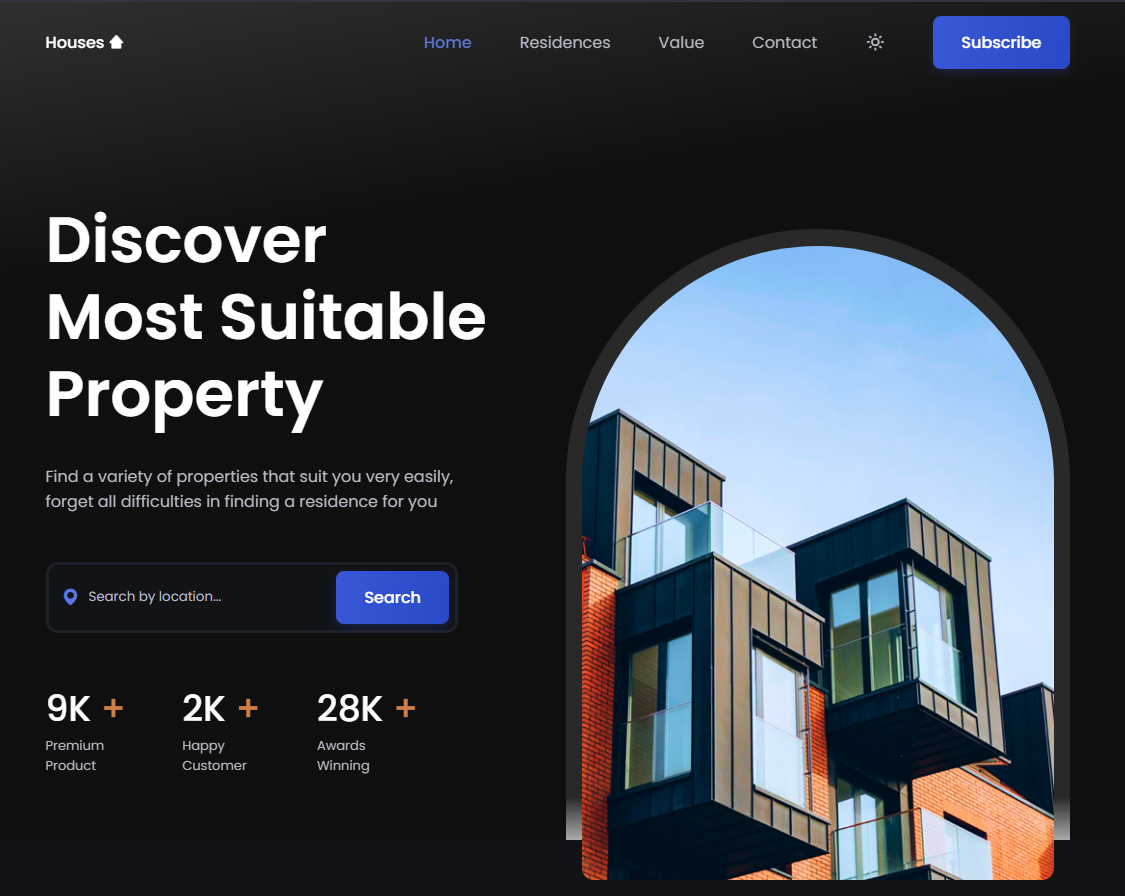 Houses
Home
Residences
Value
Contact
Subscribe
Discover
Most Suitable
Property
Find a variety of properties that suit you very easily,
forget all difficulties in finding a residence for you
Search by location...
Search
9K +
2K +
28K +
Premium
Product
Happy
Customer
Awards
Winning